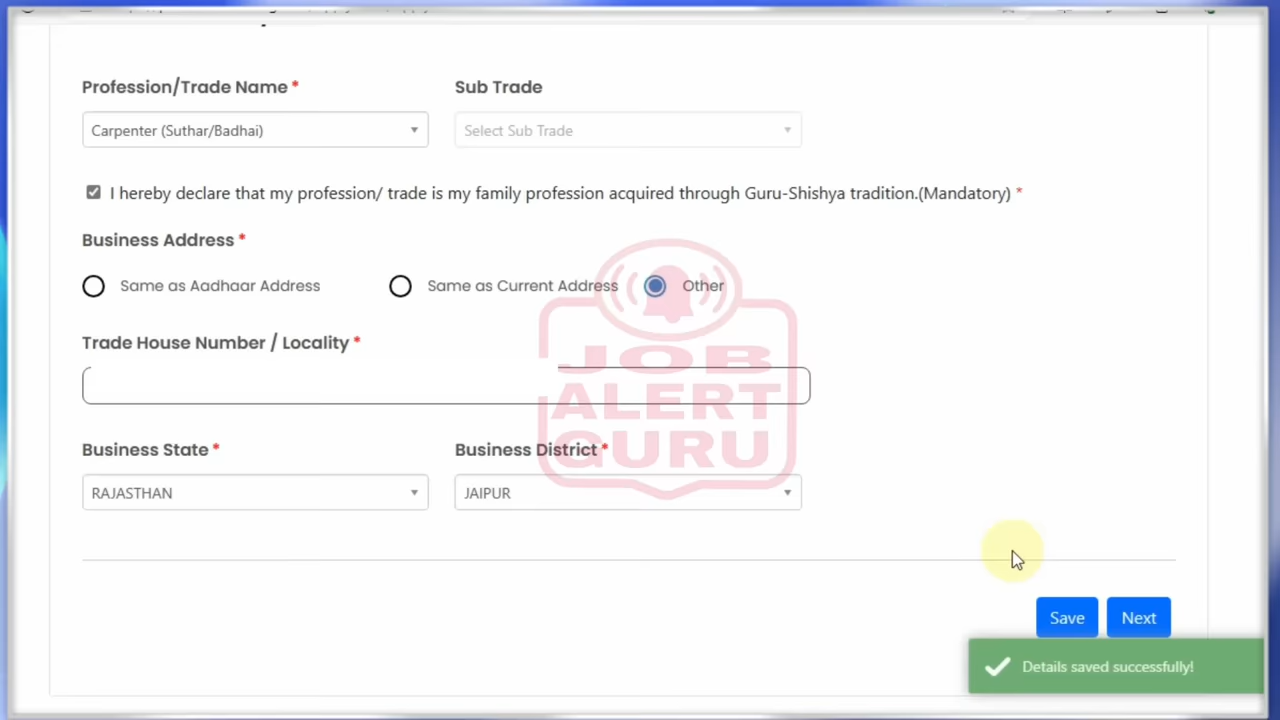 Profession/Trade Name *
Sub Trade
Carpenter (Suthar/Badhai)
Select Sub Trade
I hereby declare that my profession/ trade is my family profession acquired through Guru-Shishya tradition.(Mandatory) *
Business Address *
Same as Aadhaar Address
Same as Current Address
Other
Trade House Number / Locality *
JOB
ALERT
GURU
Business State *
Business District *
RAJASTHAN
JAIPUR
Save
Next
Details saved successfully!